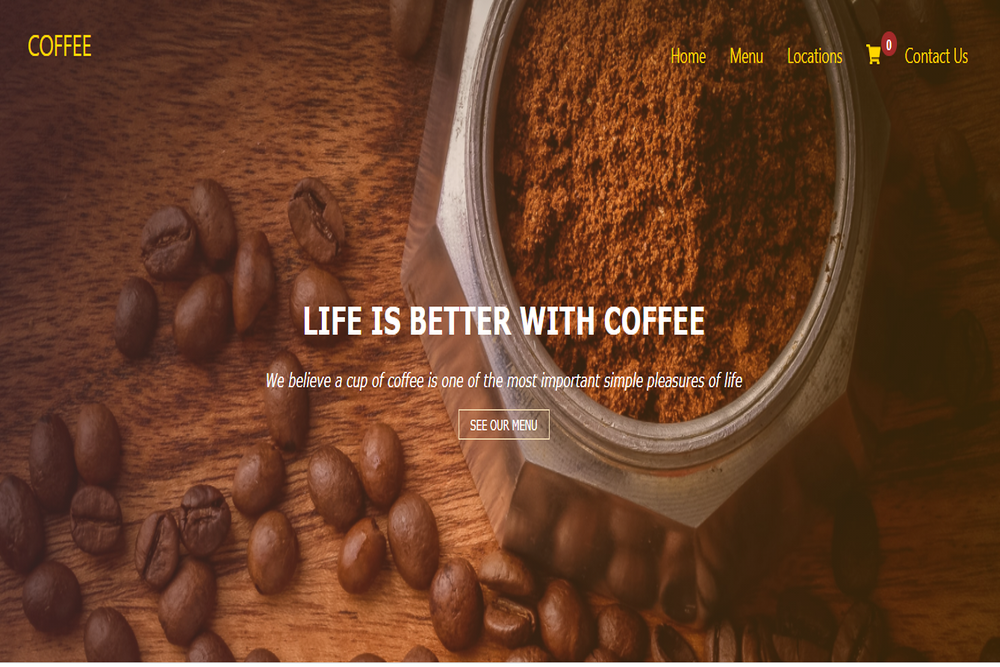 COFFEE
Home Menu Locations 0 Contact Us
LIFE IS BETTER WITH COFFEE
We believe a cup of coffee is one of the most important simple pleasures of life
SEE OUR MENU